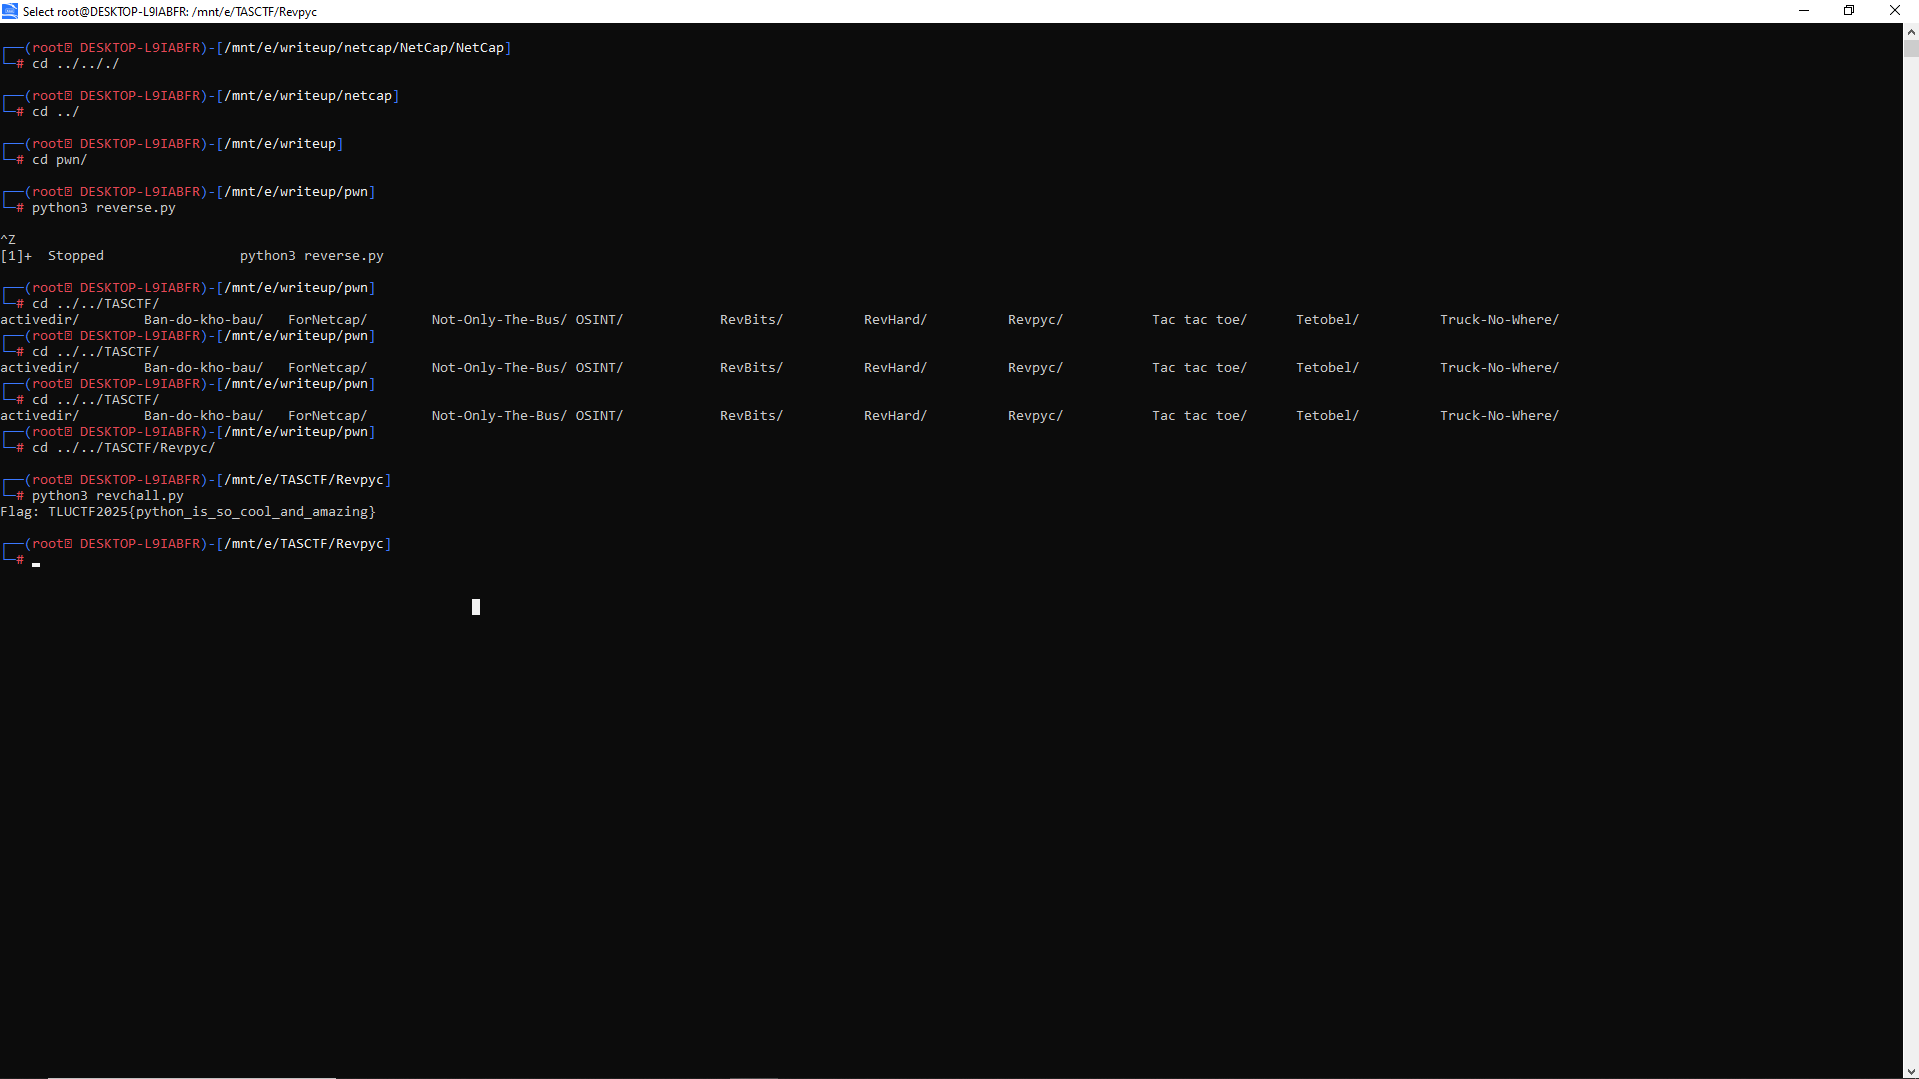 Select root@DESKTOP-L9IABFR: /mnt/e/TASCTF/Revpyc
┌──(root DESKTOP-L9IABFR)-[/mnt/e/writeup/netcap/NetCap/NetCap]
└─# cd ../.././
┌──(root DESKTOP-L9IABFR)-[/mnt/e/writeup/netcap]
└─# cd ../
┌──(root DESKTOP-L9IABFR)-[/mnt/e/writeup]
└─# cd pwn/
┌──(root DESKTOP-L9IABFR)-[/mnt/e/writeup/pwn]
└─# python3 reverse.py
^Z
[1]+  Stopped                 python3 reverse.py
┌──(root DESKTOP-L9IABFR)-[/mnt/e/writeup/pwn]
└─# cd ../../TASCTF/
activedir/        Ban-do-kho-bau/   ForNetcap/        Not-Only-The-Bus/ OSINT/            RevBits/          RevHard/          Revpyc/           Tac tac toe/      Tetobel/          Truck-No-Where/
┌──(root DESKTOP-L9IABFR)-[/mnt/e/writeup/pwn]
└─# cd ../../TASCTF/
activedir/        Ban-do-kho-bau/   ForNetcap/        Not-Only-The-Bus/ OSINT/            RevBits/          RevHard/          Revpyc/           Tac tac toe/      Tetobel/          Truck-No-Where/
┌──(root DESKTOP-L9IABFR)-[/mnt/e/writeup/pwn]
└─# cd ../../TASCTF/
activedir/        Ban-do-kho-bau/   ForNetcap/        Not-Only-The-Bus/ OSINT/            RevBits/          RevHard/          Revpyc/           Tac tac toe/      Tetobel/          Truck-No-Where/
┌──(root DESKTOP-L9IABFR)-[/mnt/e/writeup/pwn]
└─# cd ../../TASCTF/Revpyc/
┌──(root DESKTOP-L9IABFR)-[/mnt/e/TASCTF/Revpyc]
└─# python3 revchall.py
Flag: TLUCTF2025{python_is_so_cool_and_amazing}
┌──(root DESKTOP-L9IABFR)-[/mnt/e/TASCTF/Revpyc]
└─#